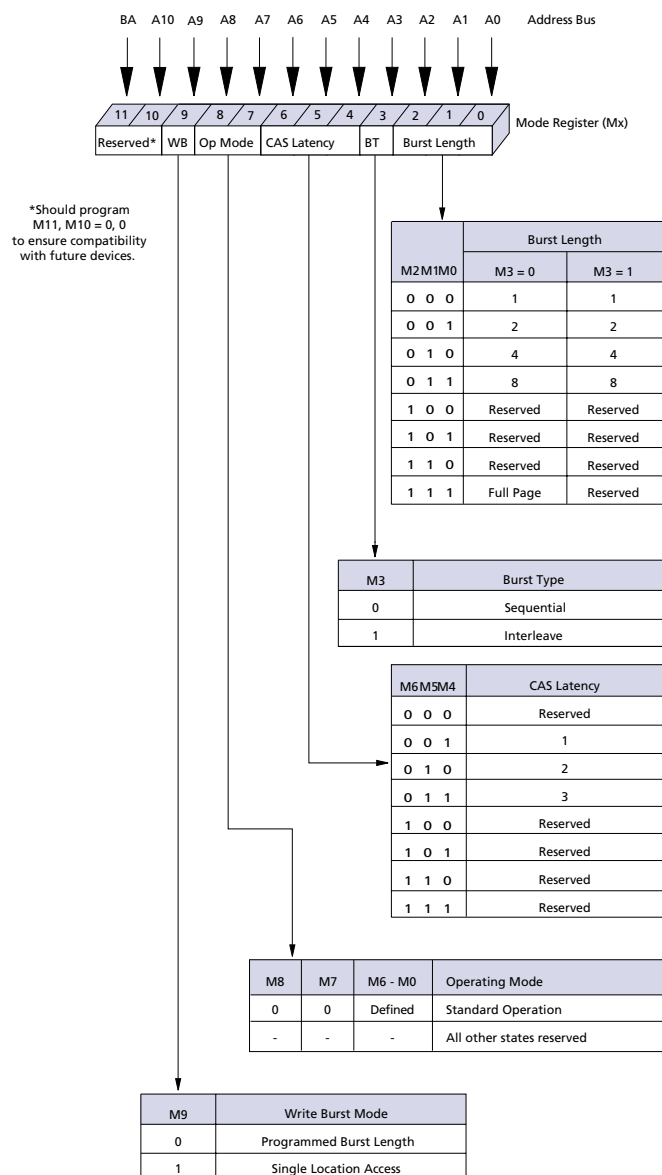 BA A10 A9 A8 A7 A6 A5 A4 A3 A2 A1 A0 Address Bus
11 10 9 8 7 6 5 4 3 2 1 0
Mode Register (Mx)
Reserved* WB Op Mode CAS Latency BT Burst Length
*Should program
M11, M10 = 0, 0
to ensure compatibility
with future devices.
Burst Length
M2 M1 M0 M3 = 0 M3 = 1
0 0 0 1 1
0 0 1 2 2
0 1 0 4 4
0 1 1 8 8
1 0 0 Reserved Reserved
1 0 1 Reserved Reserved
1 1 0 Reserved Reserved
1 1 1 Full Page Reserved
M3 Burst Type
0 Sequential
1 Interleave
M6 M5 M4 CAS Latency
0 0 0 Reserved
0 0 1 1
0 1 0 2
0 1 1 3
1 0 0 Reserved
1 0 1 Reserved
1 1 0 Reserved
1 1 1 Reserved
M8 M7 M6 - M0 Operating Mode
0 0 Defined Standard Operation
- - - All other states reserved
M9 Write Burst Mode
0 Programmed Burst Length
1 Single Location Access